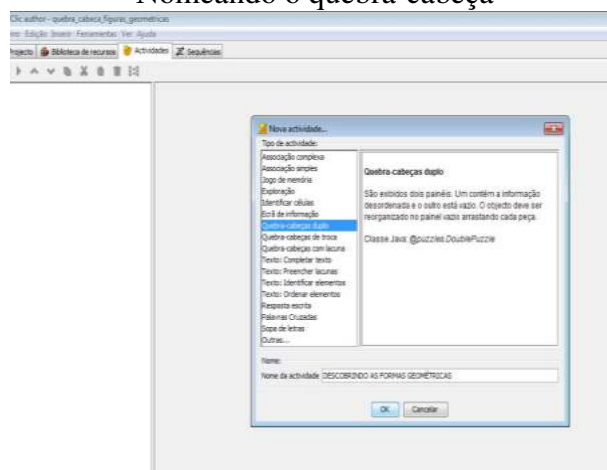 Nomeando o quebra-cabeça
Clic author - quebra_cabeca_figuras_geometricas
Edição Inserir Ferramentas Ver Ajuda
Projecto Biblioteca de recursos Actividades Sequências
Nova actividade...
Tipo de actividade:
Associação complexa
Associação simples
Jogo de memória
Exploração
Identificar células
Ecrã de informação
Quebra-cabeças duplo
Quebra-cabeças de troca
Quebra-cabeças com lacuna
Texto: Completar texto
Texto: Preencher lacunas
Texto: Identificar elementos
Texto: Ordenar elementos
Resposta escrita
Palavras Cruzadas
Sopa de letras
Outras...
Quebra-cabeças duplo
São exibidos dois painéis: Um contém a informação
desordenada e o outro está vazio. O objecto deve ser
reorganizado no painel vazio arrastando cada peça.
Classe Java: @puzzles.DoublePuzzle
Nome:
Nome da actividade DESCOBRINDO AS FORMAS GEOMÉTRICAS
OK Cancelar